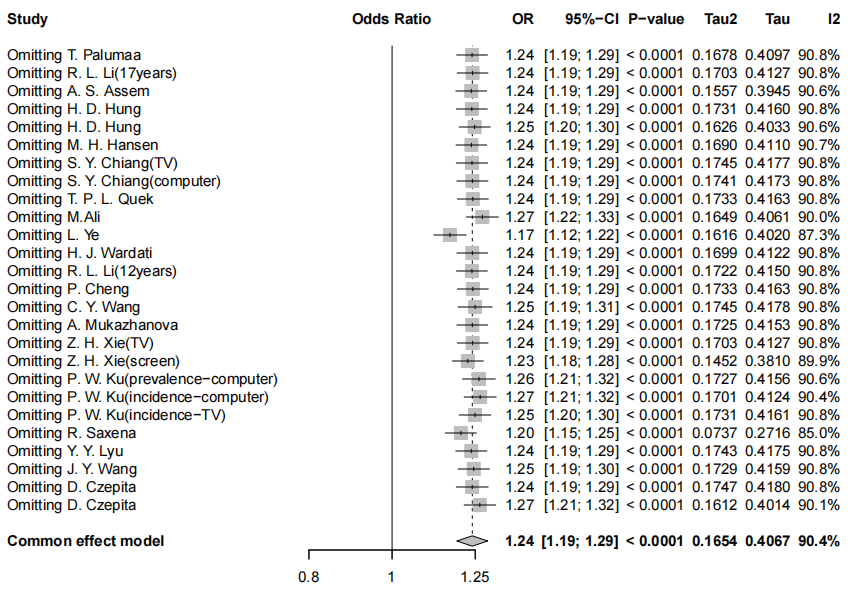 Study Odds Ratio OR 95%−CI P−value Tau2 Tau I2
Omitting T. Palumaa 1.24 [1.19; 1.29] < 0.0001 0.1678 0.4097 90.8%
Omitting R. L. Li(17years) 1.24 [1.19; 1.29] < 0.0001 0.1703 0.4127 90.8%
Omitting A. S. Assem 1.24 [1.19; 1.29] < 0.0001 0.1557 0.3945 90.6%
Omitting H. D. Hung 1.24 [1.19; 1.29] < 0.0001 0.1731 0.4160 90.8%
Omitting H. D. Hung 1.25 [1.20; 1.30] < 0.0001 0.1626 0.4033 90.6%
Omitting M. H. Hansen 1.24 [1.19; 1.29] < 0.0001 0.1690 0.4110 90.7%
Omitting S. Y. Chiang(TV) 1.24 [1.19; 1.29] < 0.0001 0.1745 0.4177 90.8%
Omitting S. Y. Chiang(computer) 1.24 [1.19; 1.29] < 0.0001 0.1741 0.4173 90.8%
Omitting T. P. L. Quek 1.24 [1.19; 1.29] < 0.0001 0.1733 0.4163 90.8%
Omitting M.Ali 1.27 [1.22; 1.33] < 0.0001 0.1649 0.4061 90.0%
Omitting L. Ye 1.17 [1.12; 1.22] < 0.0001 0.1616 0.4020 87.3%
Omitting H. J. Wardati 1.24 [1.19; 1.29] < 0.0001 0.1699 0.4122 90.8%
Omitting R. L. Li(12years) 1.24 [1.19; 1.29] < 0.0001 0.1722 0.4150 90.8%
Omitting P. Cheng 1.24 [1.19; 1.29] < 0.0001 0.1733 0.4163 90.8%
Omitting C. Y. Wang 1.25 [1.19; 1.31] < 0.0001 0.1745 0.4178 90.8%
Omitting A. Mukazhanova 1.24 [1.19; 1.29] < 0.0001 0.1725 0.4153 90.8%
Omitting Z. H. Xie(TV) 1.24 [1.19; 1.29] < 0.0001 0.1703 0.4127 90.8%
Omitting Z. H. Xie(screen) 1.23 [1.18; 1.28] < 0.0001 0.1452 0.3810 89.9%
Omitting P. W. Ku(prevalence−computer) 1.26 [1.21; 1.32] < 0.0001 0.1727 0.4156 90.6%
Omitting P. W. Ku(incidence−computer) 1.27 [1.21; 1.32] < 0.0001 0.1701 0.4124 90.4%
Omitting P. W. Ku(incidence−TV) 1.25 [1.20; 1.30] < 0.0001 0.1731 0.4161 90.8%
Omitting R. Saxena 1.20 [1.15; 1.25] < 0.0001 0.0737 0.2716 85.0%
Omitting Y. Y. Lyu 1.24 [1.19; 1.29] < 0.0001 0.1743 0.4175 90.8%
Omitting J. Y. Wang 1.25 [1.19; 1.30] < 0.0001 0.1729 0.4159 90.8%
Omitting D. Czepita 1.24 [1.19; 1.29] < 0.0001 0.1747 0.4180 90.8%
Omitting D. Czepita 1.27 [1.21; 1.32] < 0.0001 0.1612 0.4014 90.1%
Common effect model 1.24 [1.19; 1.29] < 0.0001 0.1654 0.4067 90.4%
0.8 1 1.25